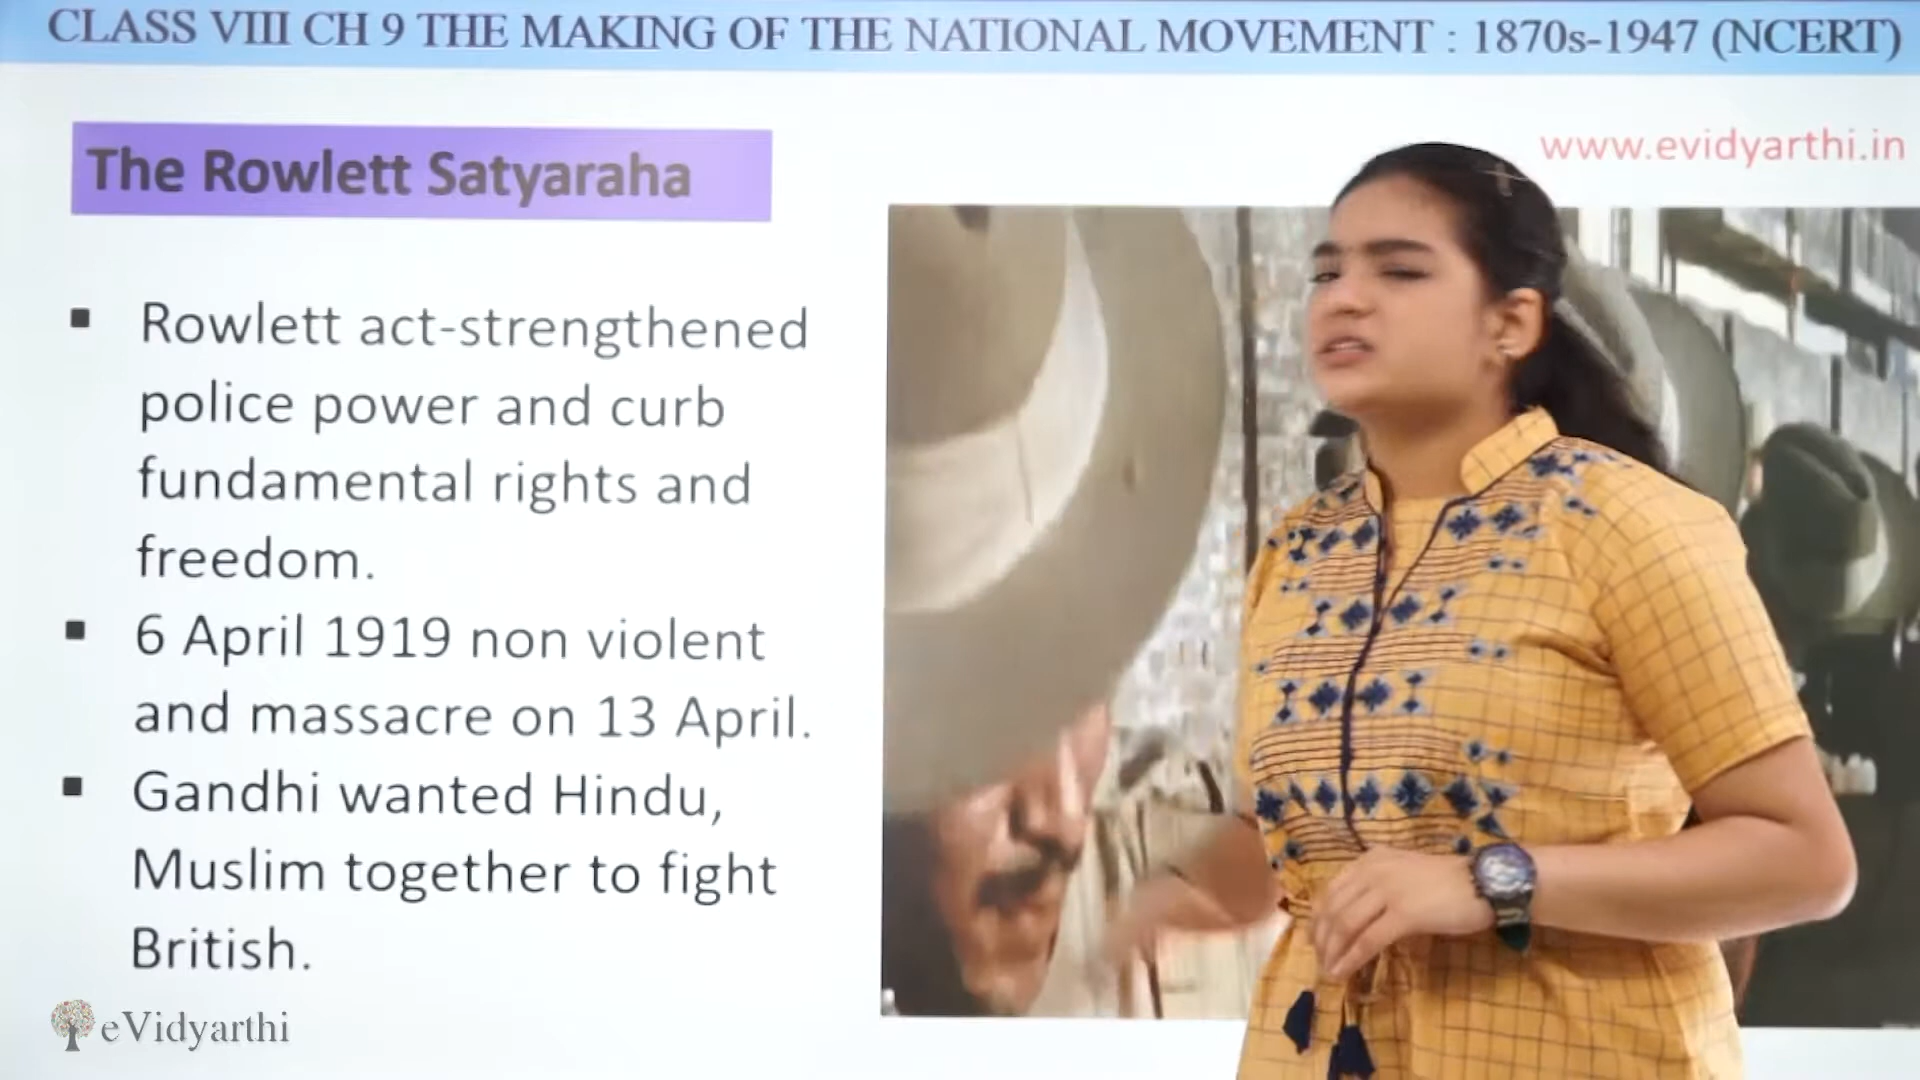 CLASS VIII CH 9 THE MAKING OF THE NATIONAL MOVEMENT : 1870s-1947 (NCERT)
www.evidyarthi.in
The Rowlett Satyaraha
▪ Rowlett act-strengthened
police power and curb
fundamental rights and
freedom.
▪ 6 April 1919 non violent
and massacre on 13 April.
▪ Gandhi wanted Hindu,
Muslim together to fight
British.
eVidyarthi